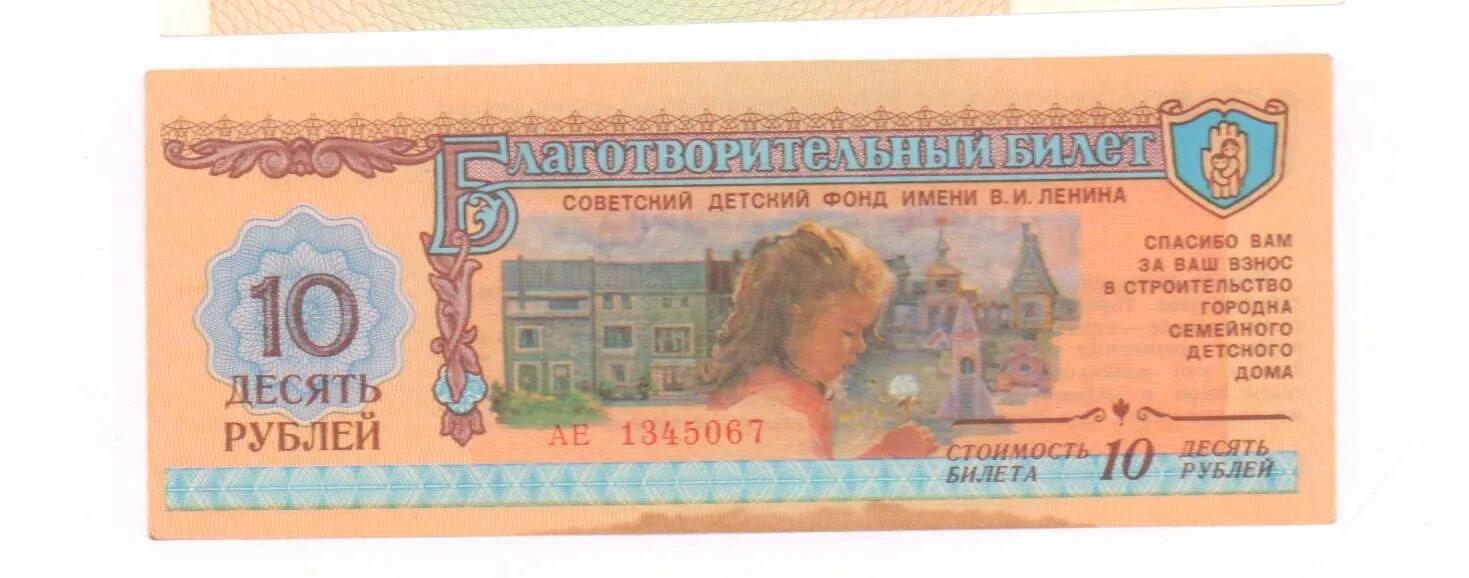 Благотворительный билет
СОВЕТСКИЙ ДЕТСКИЙ ФОНД ИМЕНИ В.И. ЛЕНИНА
10
ДЕСЯТЬ
РУБЛЕЙ
СПАСИБО ВАМ
ЗА ВАШ ВЗНОС
В СТРОИТЕЛЬСТВО
ГОРОДКА
СЕМЕЙНОГО
ДЕТСКОГО
ДОМА
АЕ 1345067
СТОИМОСТЬ
БИЛЕТА
10
ДЕСЯТЬ
РУБЛЕЙ